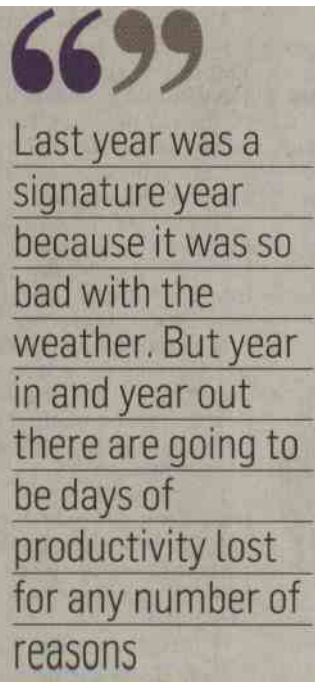 Last year was a
signature year
because it was so
bad with the
weather. But year
in and year out
there are going to
be days of
productivity lost
for any number of
reasons